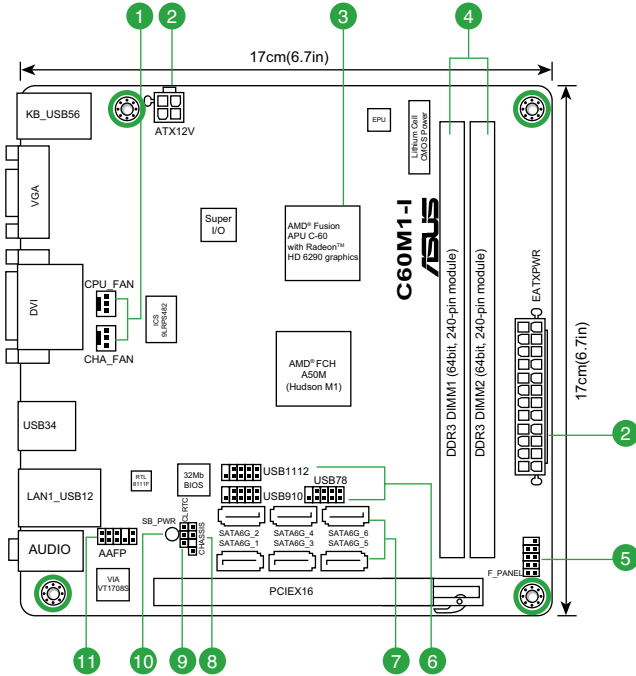 1
2
3
4
17cm(6.7in)
KB_USB56
ATX12V
EPU
Lithium Cell
CMOS Power
VGA
Super
I/O
AMD® Fusion
APU C-60
with Radeon™
HD 6290 graphics
C60M1-I
ASUS
DDR3 DIMM1 (64bit, 240-pin module)
DDR3 DIMM2 (64bit, 240-pin module)
EATXPWR
17cm(6.7in)
CPU_FAN
DVI
ICS
9LRPS482
CHA_FAN
AMD® FCH
A50M
(Hudson M1)
USB34
2
RTL
8111F
32Mb
BIOS
USB1112
USB78
LAN1_USB12
USB910
SB_PWR
CLRTC
CHASSIS
SATA6G_2
SATA6G_4
SATA6G_6
SATA6G_1
SATA6G_3
SATA6G_5
AUDIO
AAFP
F_PANEL
5
VIA
VT1708S
PCIEX16
11
10
9
8
7
6